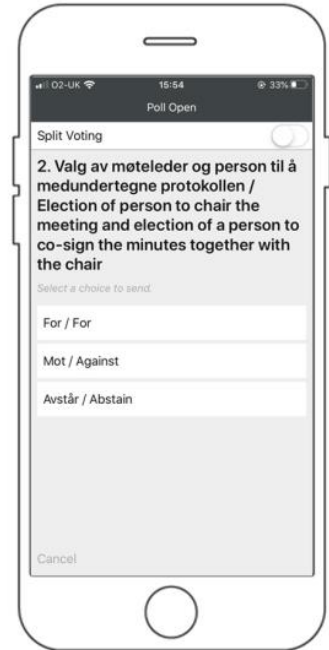 O2-UK 15:54 33%
Poll Open
Split Voting
2. Valg av møteleder og person til å
medundertegne protokollen /
Election of person to chair the
meeting and election of a person to
co-sign the minutes together with
the chair
Select a choice to send.
For / For
Mot / Against
Avstår / Abstain
Cancel